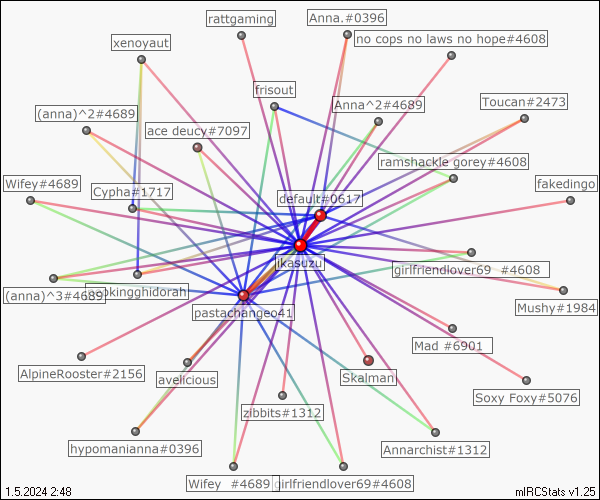 rattgaming
Anna.#0396
xenoyaut
no cops no laws no hope#4608
frisout
(anna)^2#4689
Anna^2#4689
Toucan#2473
ace deucy#7097
ramshackle gorey#4608
Wifey#4689
Cypha#1717
default#0617
fakedingo
jkasuzu
girlfriendlover69 #4608
(anna)^3#4689
okingghidorah
Mushy#1984
pastachangeo41
Mad #6901
AlpineRooster#2156
avelicious
Skalman
Soxy Foxy#5076
zibbits#1312
hypomanianna#0396
Annarchist#1312
Wifey #4689
girlfriendlover69#4608
1.5.2024 2:48
mIRCStats v1.25